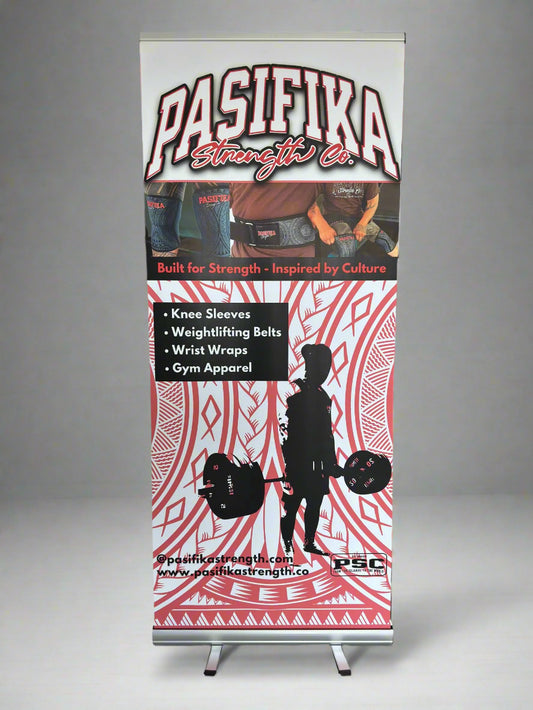 PASIFIKA
Strength Co.
PASIFIKA
Built for Strength - Inspired by Culture
• Knee Sleeves
• Weightlifting Belts
• Wrist Wraps
• Gym Apparel
@pasifikastrength.com
www.pasifikastrength.co
PSC